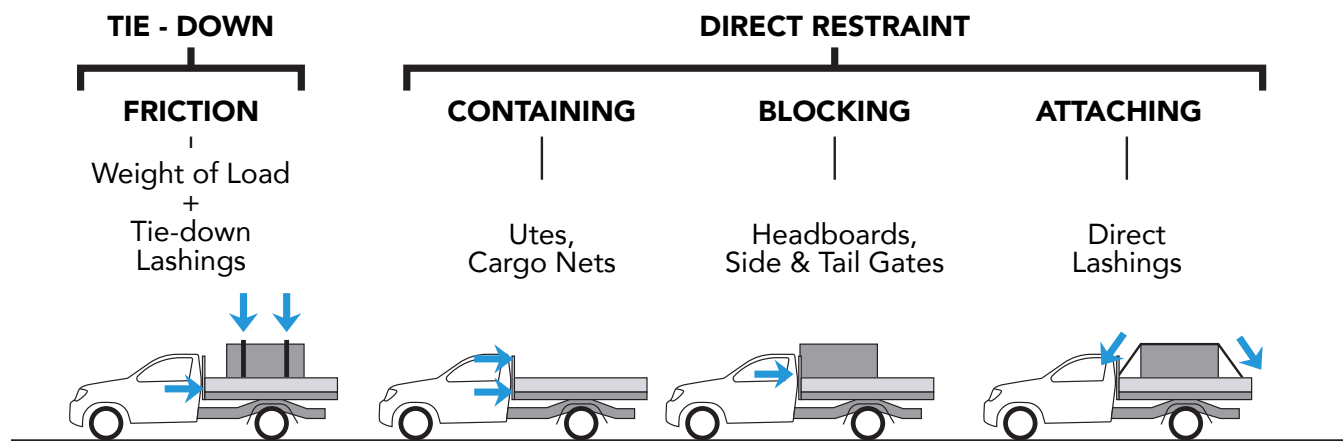 TIE - DOWN
DIRECT RESTRAINT
FRICTION
Weight of Load
+
Tie-down
Lashings
CONTAINING
Utes,
Cargo Nets
BLOCKING
Headboards,
Side & Tail Gates
ATTACHING
Direct
Lashings